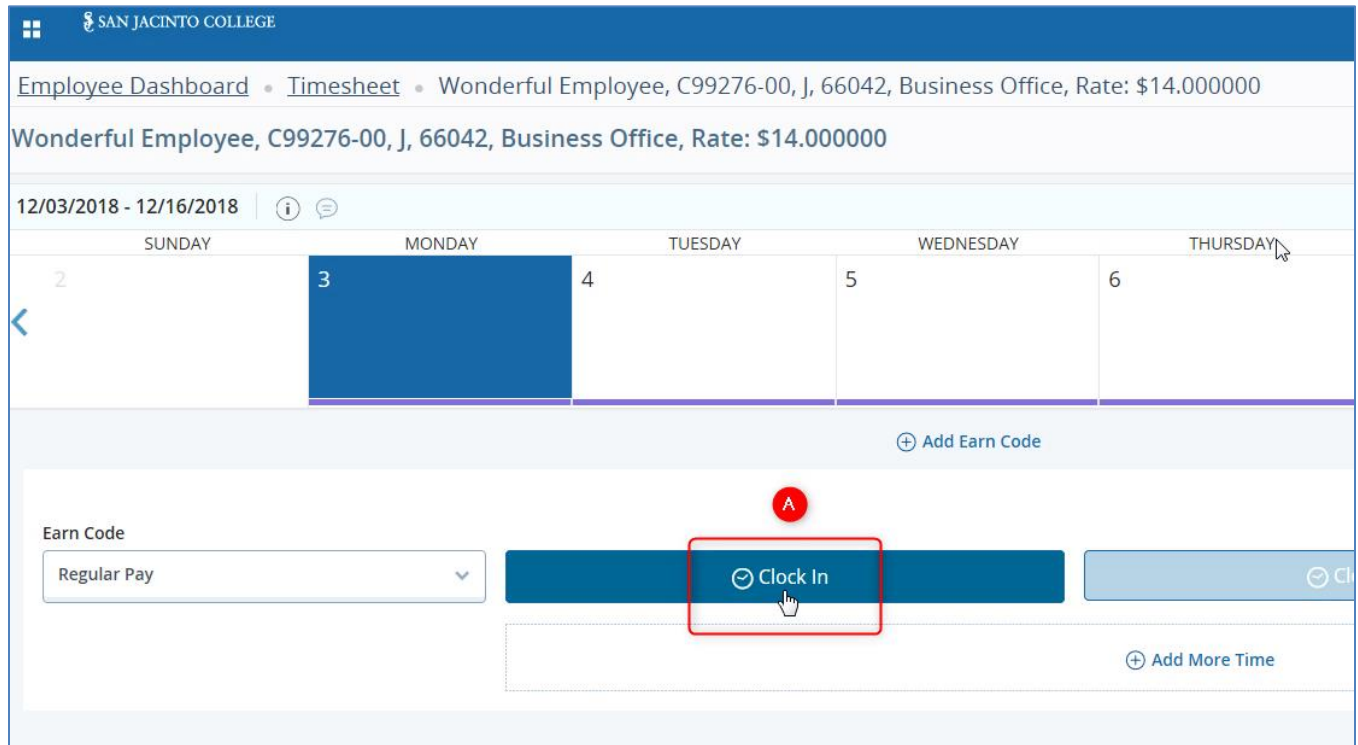 SAN JACINTO COLLEGE
Employee Dashboard • Timesheet • Wonderful Employee, C99276-00, J, 66042, Business Office, Rate: $14.000000
Wonderful Employee, C99276-00, J, 66042, Business Office, Rate: $14.000000
12/03/2018 - 12/16/2018
SUNDAY MONDAY TUESDAY WEDNESDAY THURSDAY
2 3 4 5 6
Add Earn Code
A
Earn Code
Regular Pay Clock In
Add More Time